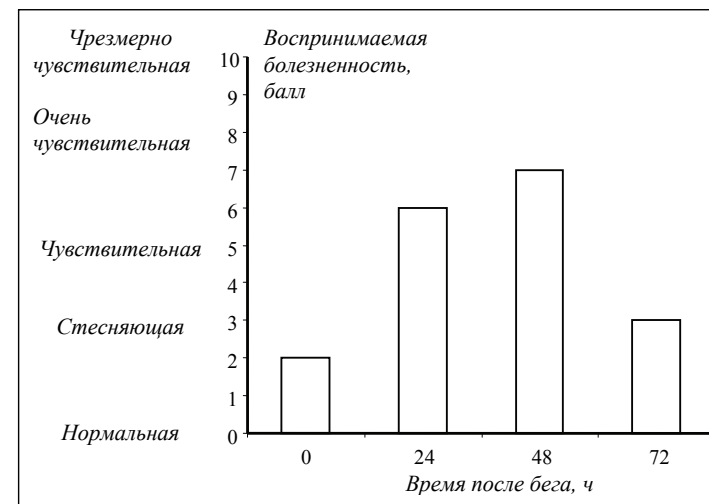 Чрезмерно
чувствительная
Очень
чувствительная
Чувствительная
Стесняющая
Нормальная
Воспринимаемая
болезненность,
балл
10
9
8
7
6
5
4
3
2
1
0
0 24 48 72
Время после бега, ч